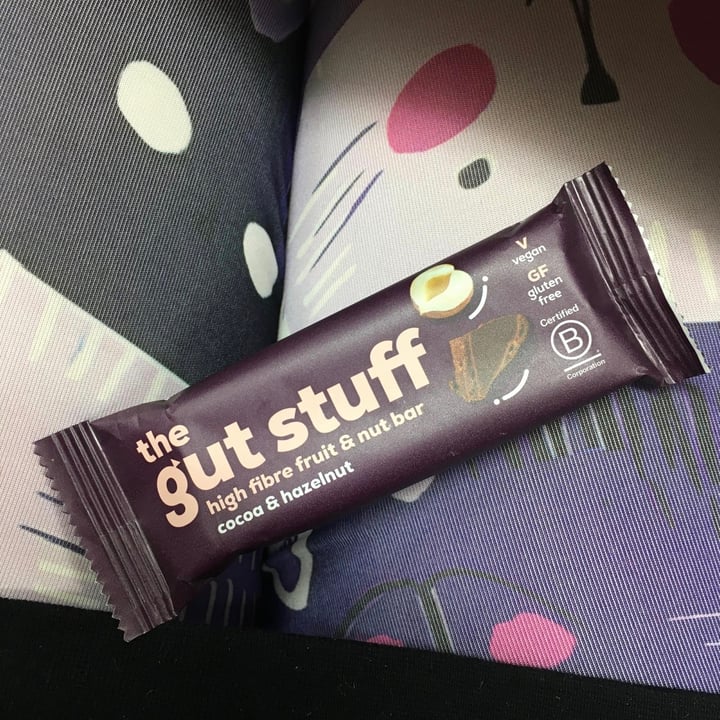 the
gut stuff
high fibre fruit & nut bar
cocoa & hazelnut
V
vegan
GF
gluten
free
Certified
B
Corporation